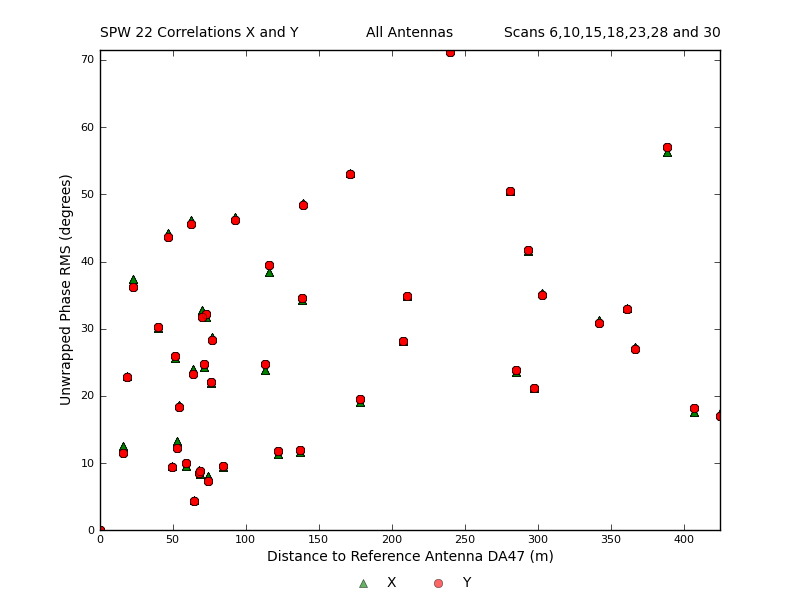 SPW 22 Correlations X and Y All Antennas Scans 6,10,15,18,23,28 and 30
70
60
50
40
30
20
10
0
Unwrapped Phase RMS (degrees)
0 50 100 150 200 250 300 350 400
Distance to Reference Antenna DA47 (m)
X Y